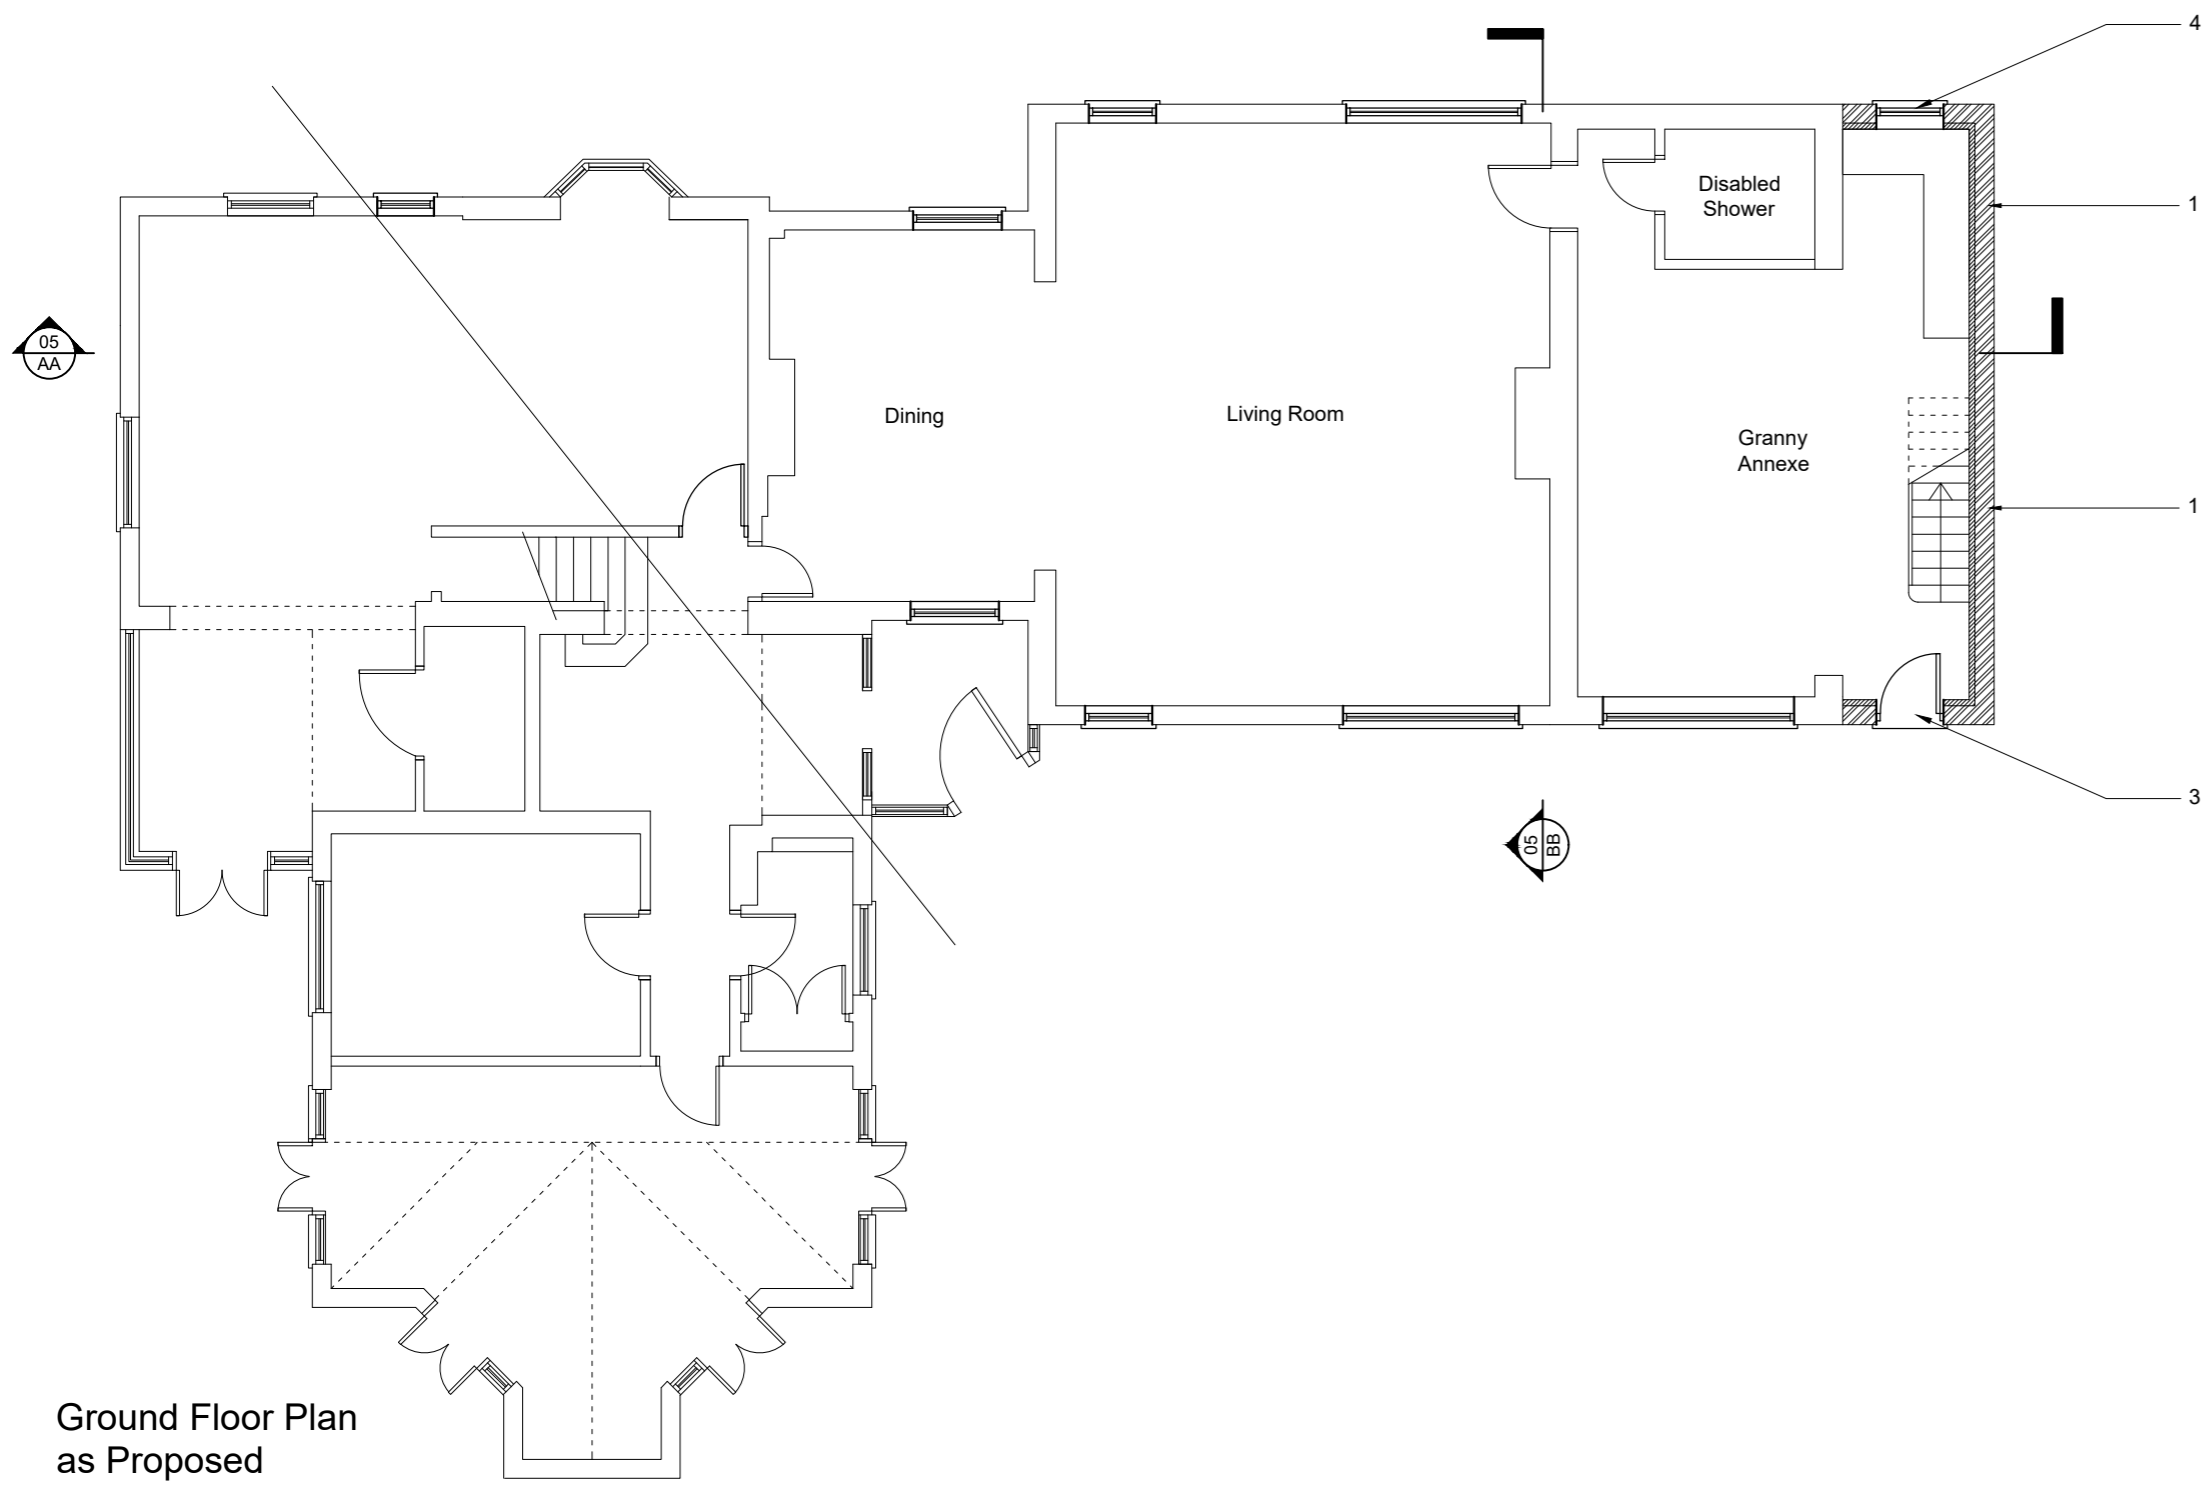 4
Disabled
Shower
1
05
AA
Dining
Living Room
Granny
Annexe
1
3
05
BB
Ground Floor Plan
as Proposed